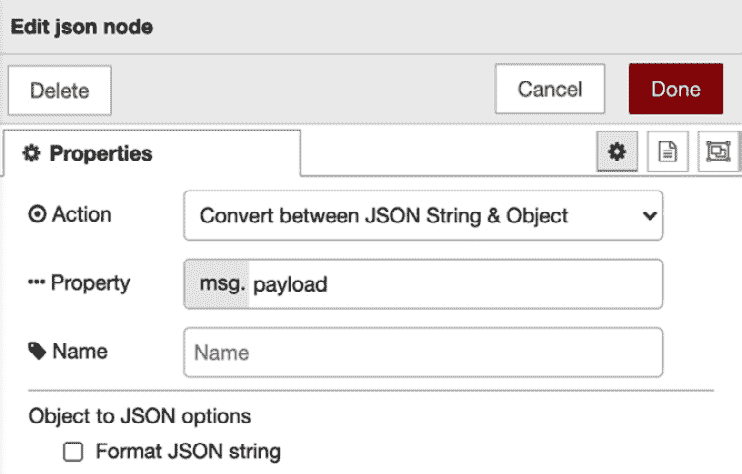 Edit json node
Delete Cancel Done
Properties
Action Convert between JSON String & Object
Property msg. payload
Name Name
Object to JSON options
Format JSON string